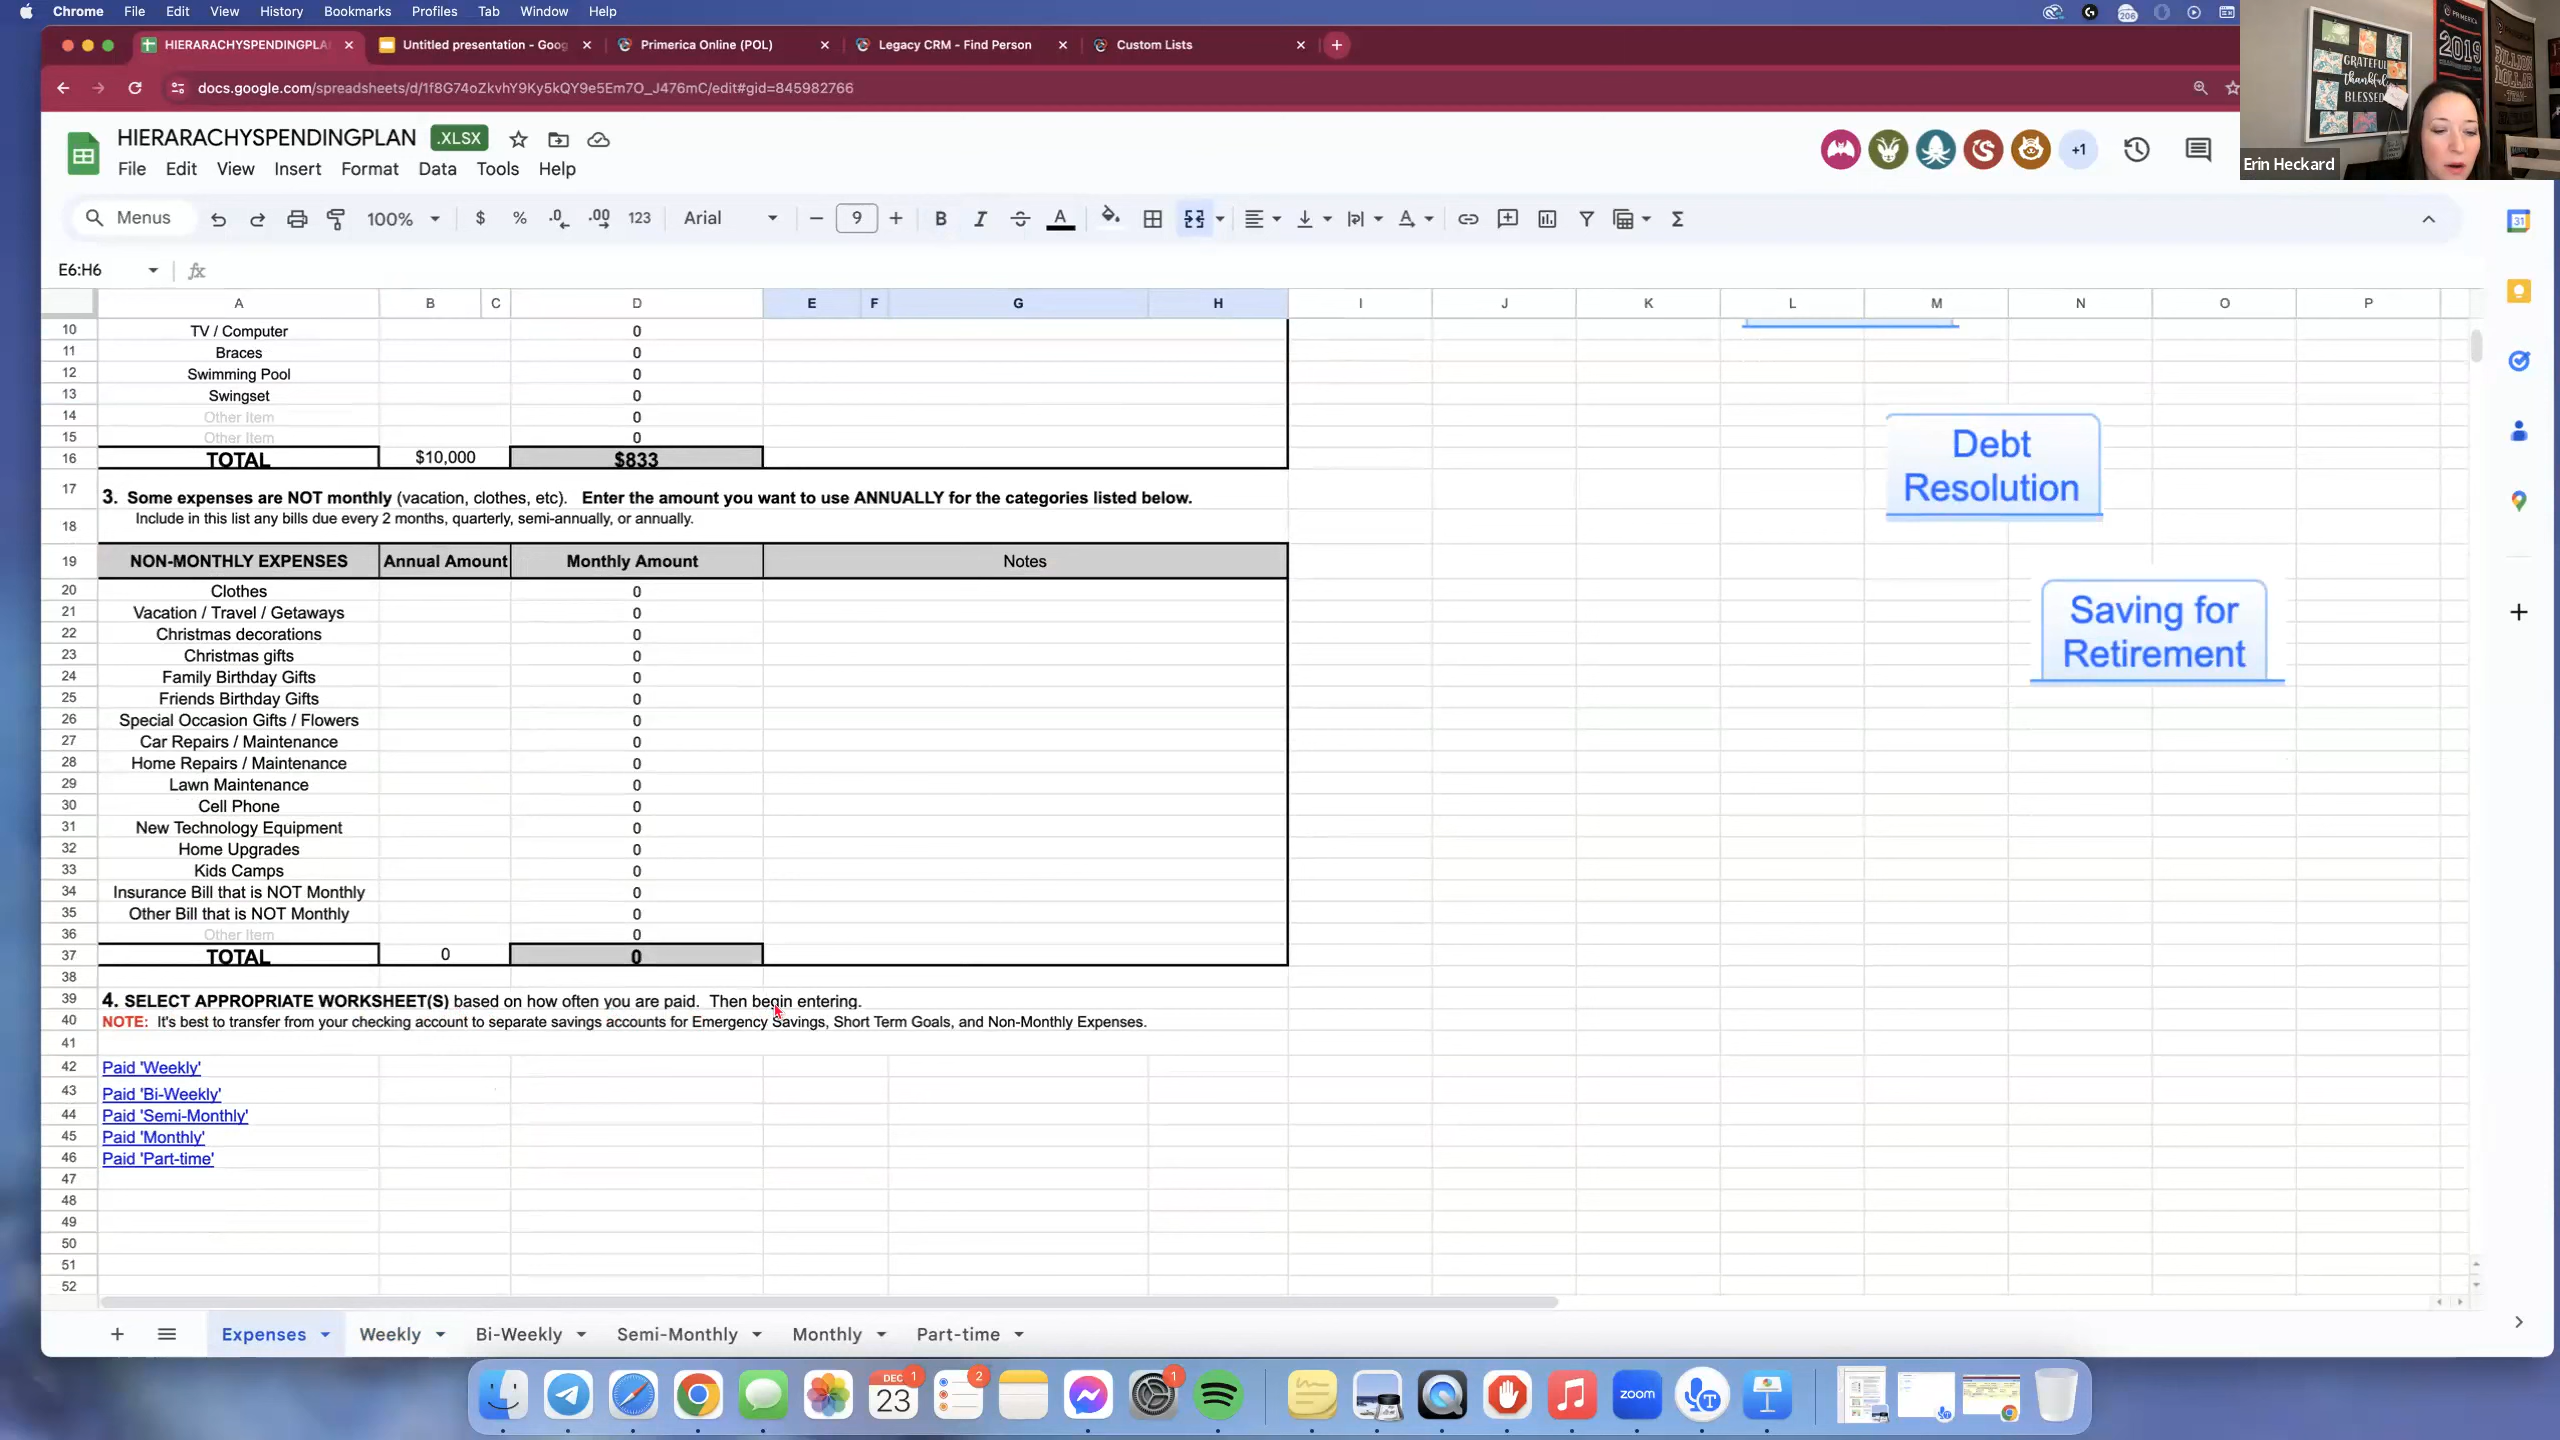 Chrome File Edit View History Bookmarks Profiles Tab Window Help
206
HIERARACHYSPENDINGPLA
Untitled presentation - Goog
Primerica Online (POL)
Legacy CRM - Find Person
Custom Lists
docs.google.com/spreadsheets/d/1f8G74oZkvhY9Ky5kQY9e5Em7O_J476mC/edit#gid=845982766
GRATEFUL
thankful
BLESSED
2019
Erin Heckard
HIERARACHYSPENDINGPLAN .XLSX
File Edit View Insert Format Data Tools Help
+1
Menus 100% $ % .0 .00 123 Arial 9 B I A
31
E6:H6 fx
A B C D E F G H I J K L M N O P
10 TV / Computer 0
11 Braces 0
12 Swimming Pool 0
13 Swingset 0
14 Other Item 0
15 Other Item 0
16 TOTAL $10,000 $833
17 3. Some expenses are NOT monthly (vacation, clothes, etc). Enter the amount you want to use ANNUALLY for the categories listed below.
18 Include in this list any bills due every 2 months, quarterly, semi-annually, or annually.
19 NON-MONTHLY EXPENSES Annual Amount Monthly Amount Notes
20 Clothes 0
21 Vacation / Travel / Getaways 0
22 Christmas decorations 0
23 Christmas gifts 0
24 Family Birthday Gifts 0
25 Friends Birthday Gifts 0
26 Special Occasion Gifts / Flowers 0
27 Car Repairs / Maintenance 0
28 Home Repairs / Maintenance 0
29 Lawn Maintenance 0
30 Cell Phone 0
31 New Technology Equipment 0
32 Home Upgrades 0
33 Kids Camps 0
34 Insurance Bill that is NOT Monthly 0
35 Other Bill that is NOT Monthly 0
36 Other Item 0
37 TOTAL 0 0
38
39 4. SELECT APPROPRIATE WORKSHEET(S) based on how often you are paid. Then begin entering.
40 NOTE: It's best to transfer from your checking account to separate savings accounts for Emergency Savings, Short Term Goals, and Non-Monthly Expenses.
41
42 Paid 'Weekly'
43 Paid 'Bi-Weekly'
44 Paid 'Semi-Monthly'
45 Paid 'Monthly'
46 Paid 'Part-time'
47
48
49
50
51
52
Debt
Resolution
Saving for
Retirement
Expenses Weekly Bi-Weekly Semi-Monthly Monthly Part-time
DEC 1
23
2
1
zoom
T